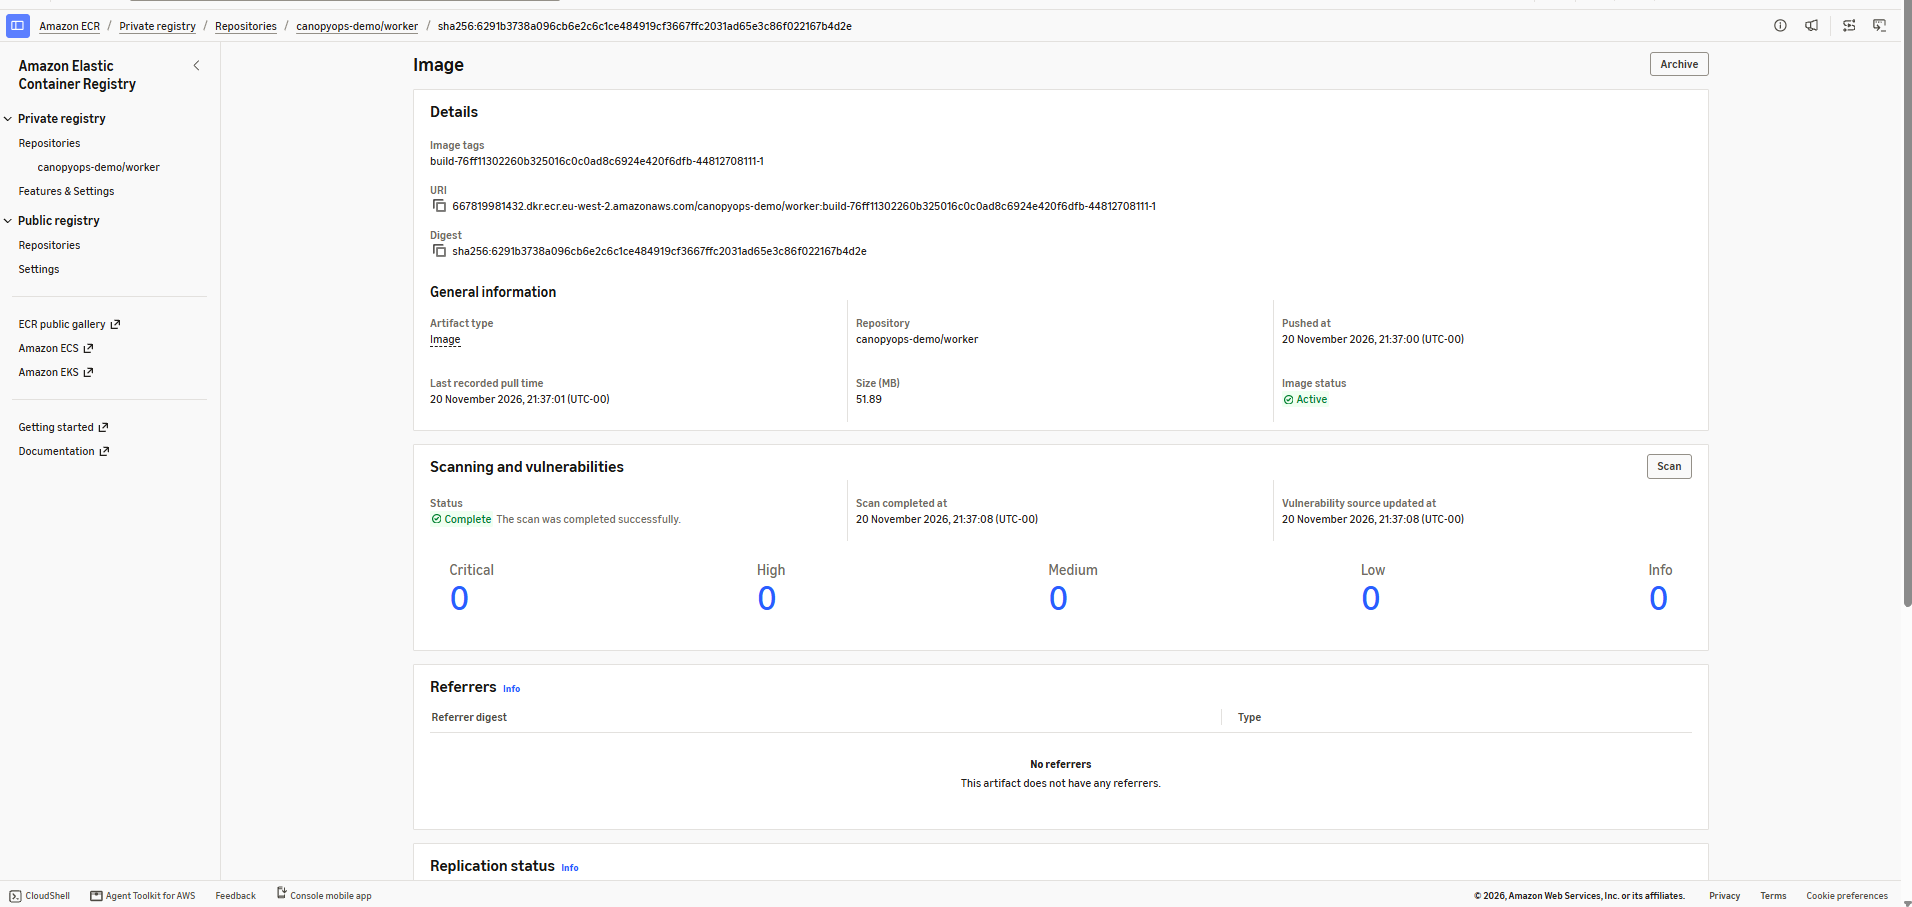 Amazon ECR / Private registry / Repositories / canopyops-demo/worker / sha256:6291b3738a096cb6e2c6c1ce484919cf3667ffc2031ad65e3c86f022167b4d2e
Amazon Elastic
Container Registry
Private registry
Repositories
canopyops-demo/worker
Features & Settings
Public registry
Repositories
Settings
ECR public gallery
Amazon ECS
Amazon EKS
Getting started
Documentation
Image
Archive
Details
Image tags
build-76ff11302260b325016c0c0ad8c6924e420f6dfb-44812708111-1
URI
667819981432.dkr.ecr.eu-west-2.amazonaws.com/canopyops-demo/worker:build-76ff11302260b325016c0c0ad8c6924e420f6dfb-44812708111-1
Digest
sha256:6291b3738a096cb6e2c6c1ce484919cf3667ffc2031ad65e3c86f022167b4d2e
General information
Artifact type
Image
Repository
canopyops-demo/worker
Pushed at
20 November 2026, 21:37:00 (UTC-00)
Last recorded pull time
20 November 2026, 21:37:01 (UTC-00)
Size (MB)
51.89
Image status
Active
Scanning and vulnerabilities
Scan
Status
Complete The scan was completed successfully.
Scan completed at
20 November 2026, 21:37:08 (UTC-00)
Vulnerability source updated at
20 November 2026, 21:37:08 (UTC-00)
Critical
0
High
0
Medium
0
Low
0
Info
0
Referrers Info
Referrer digest
Type
No referrers
This artifact does not have any referrers.
Replication status Info
CloudShell
Agent Toolkit for AWS
Feedback
Console mobile app
© 2026, Amazon Web Services, Inc. or its affiliates.
Privacy
Terms
Cookie preferences